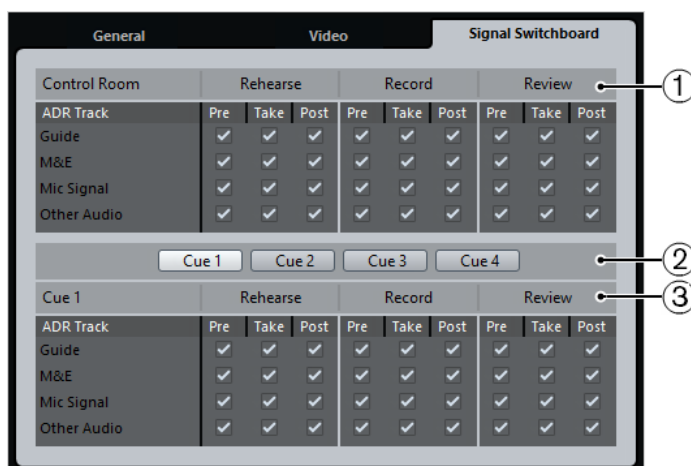 General Video Signal Switchboard
Control Room Rehearse Record Review 1
ADR Track Pre Take Post Pre Take Post Pre Take Post
Guide
M&E
Mic Signal
Other Audio
Cue 1 Cue 2 Cue 3 Cue 4 2
Cue 1 Rehearse Record Review 3
ADR Track Pre Take Post Pre Take Post Pre Take Post
Guide
M&E
Mic Signal
Other Audio